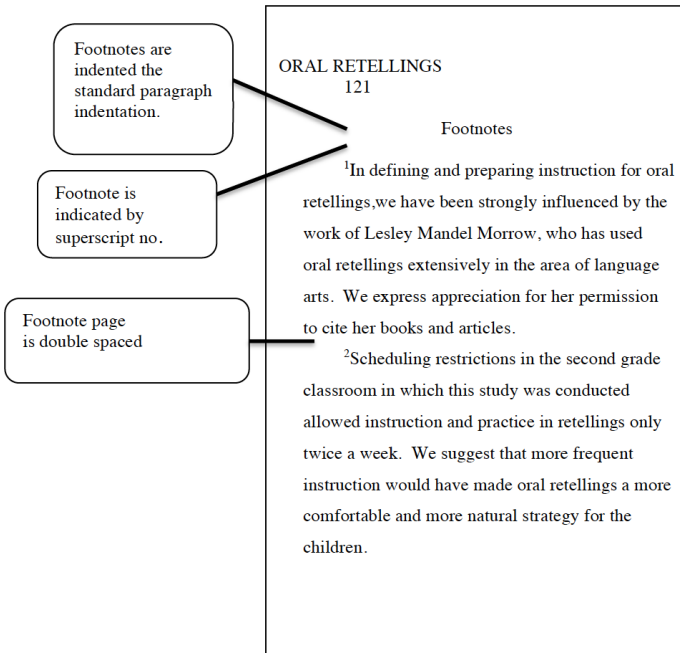 Footnotes are
indented the
standard paragraph
indentation.
ORAL RETELLINGS
121
Footnotes
Footnote is
indicated by
superscript no.
¹In defining and preparing instruction for oral
retellings,we have been strongly influenced by the
work of Lesley Mandel Morrow, who has used
oral retellings extensively in the area of language
arts.  We express appreciation for her permission
to cite her books and articles.
Footnote page
is double spaced
²Scheduling restrictions in the second grade
classroom in which this study was conducted
allowed instruction and practice in retellings only
twice a week.  We suggest that more frequent
instruction would have made oral retellings a more
comfortable and more natural strategy for the
children.